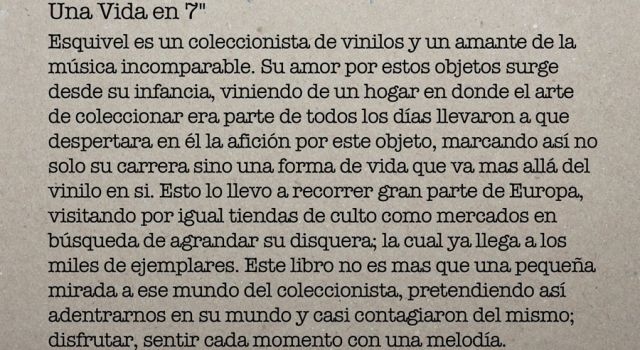 Una Vida en 7"
Esquivel es un coleccionista de vinilos y un amante de la
música incomparable. Su amor por estos objetos surge
desde su infancia, viniendo de un hogar en donde el arte
de coleccionar era parte de todos los días llevaron a que
despertara en él la afición por este objeto, marcando así no
solo su carrera sino una forma de vida que va mas allá del
vinilo en si. Esto lo llevo a recorrer gran parte de Europa,
visitando por igual tiendas de culto como mercados en
búsqueda de agrandar su disquera; la cual ya llega a los
miles de ejemplares. Este libro no es mas que una pequeña
mirada a ese mundo del coleccionista, pretendiendo así
adentrarnos en su mundo y casi contagiaron del mismo;
disfrutar, sentir cada momento con una melodía.